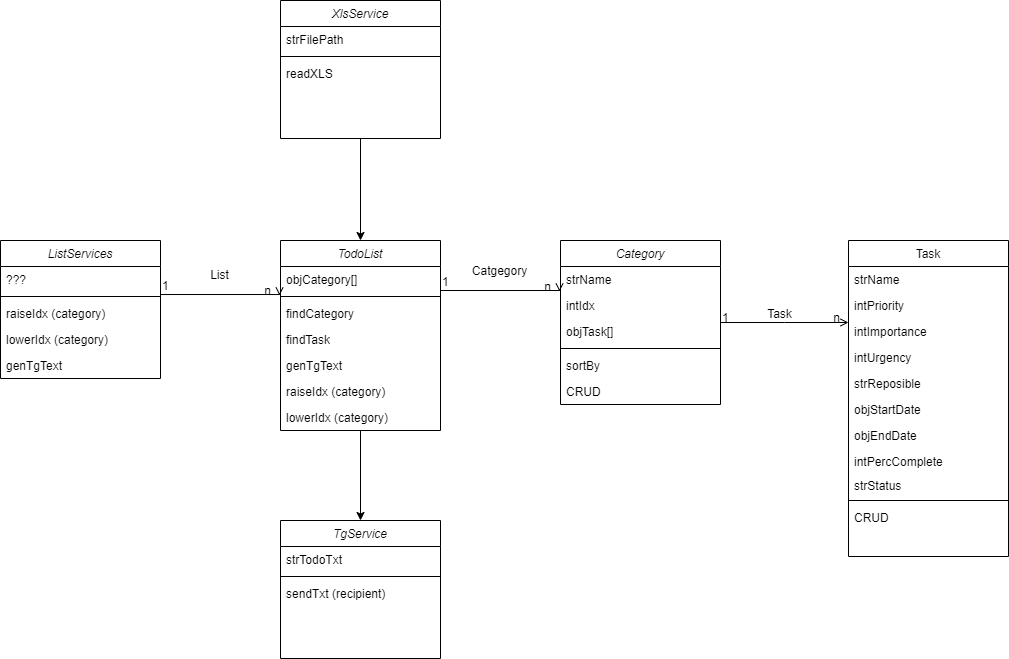 XlsService
strFilePath
readXLS
ListServices
???
raiseIdx (category)
lowerIdx (category)
genTgText
1
List
n
TodoList
objCategory[]
findCategory
findTask
genTgText
raiseIdx (category)
lowerIdx (category)
1
Catgegory
n
Category
strName
intIdx
objTask[]
sortBy
CRUD
1
Task
n
Task
strName
intPriority
intImportance
intUrgency
strReposible
objStartDate
objEndDate
intPercComplete
strStatus
CRUD
TgService
strTodoTxt
sendTxt (recipient)